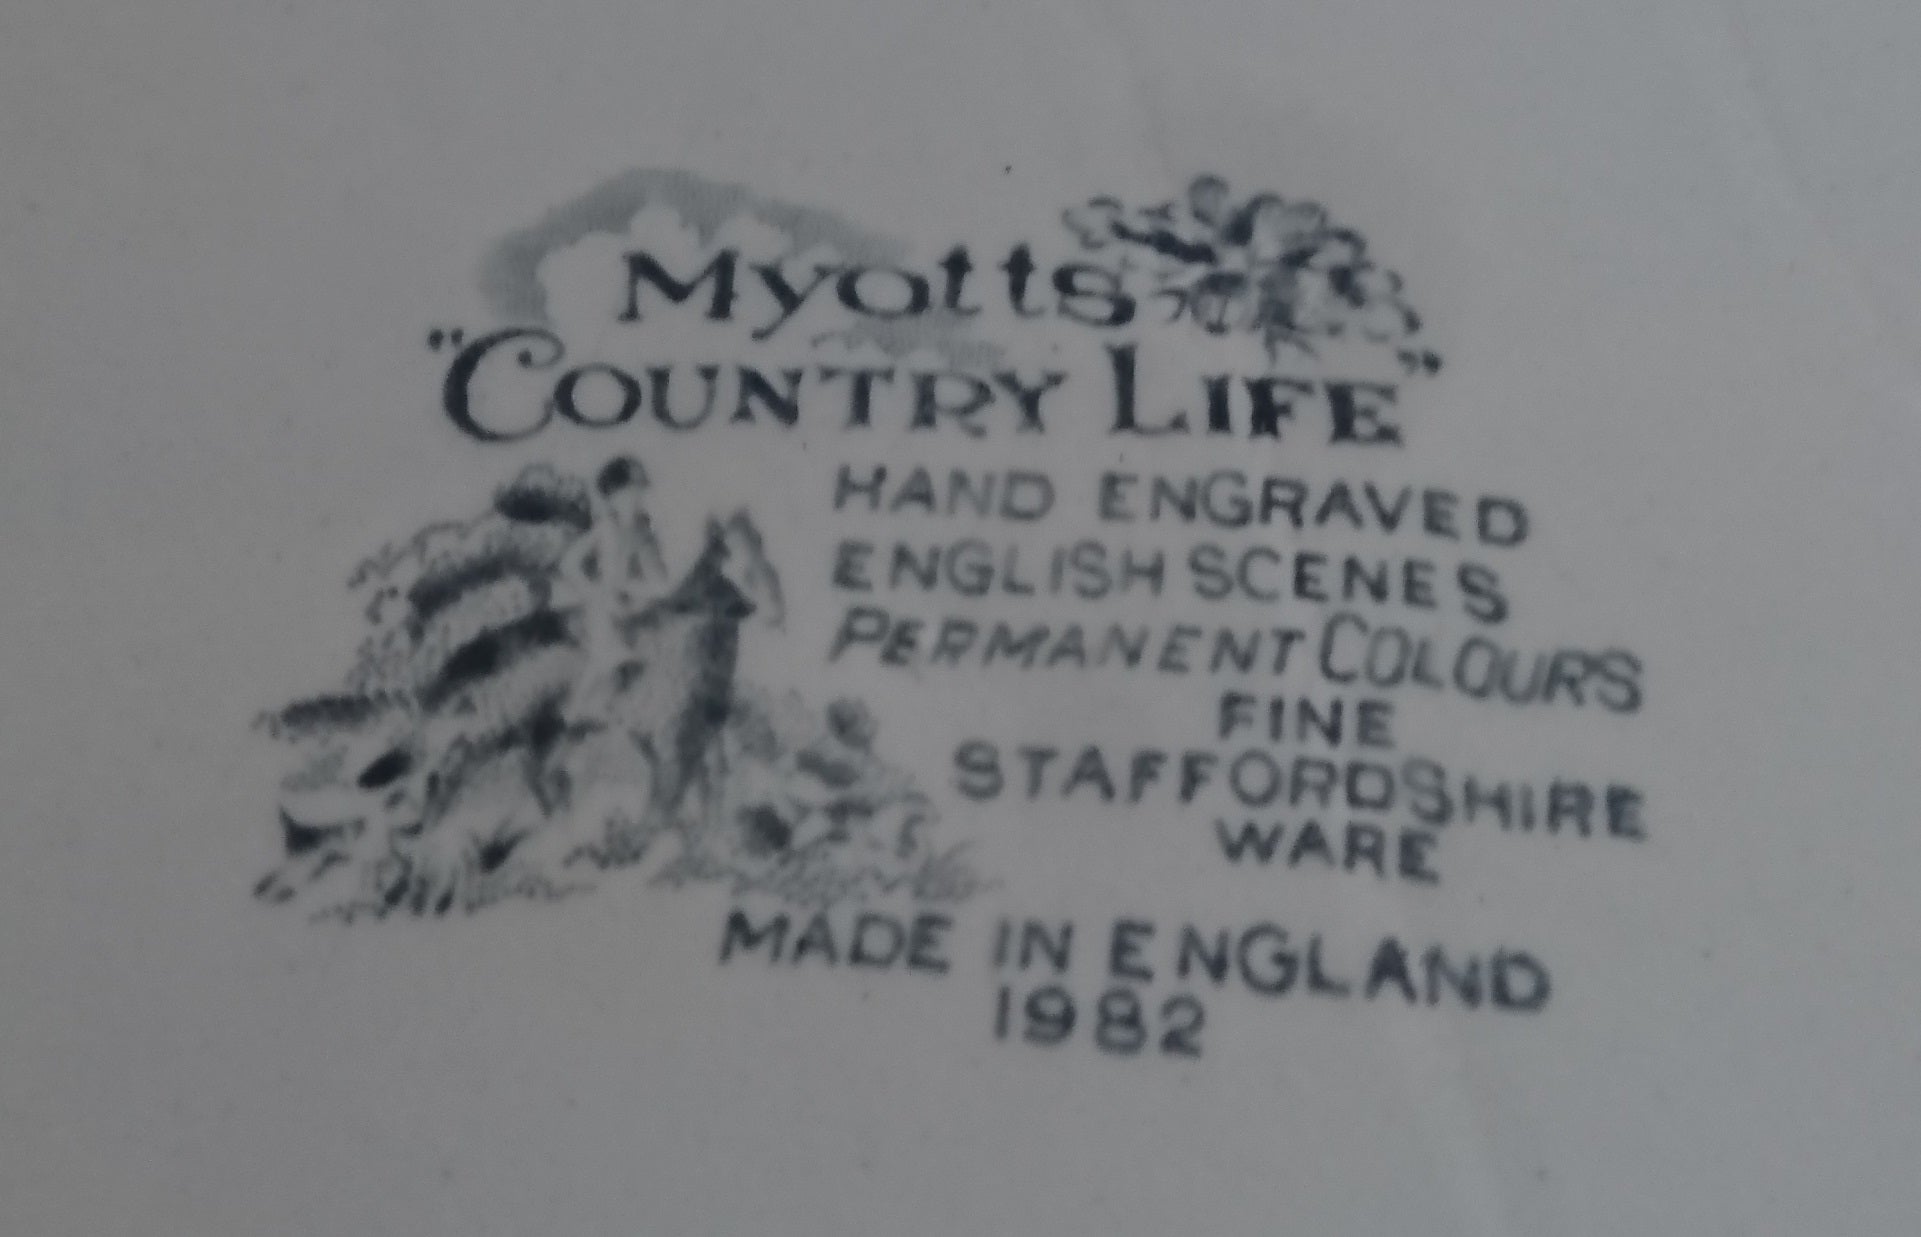 Myotts
"COUNTRY LIFE"
HAND ENGRAVED
ENGLISH SCENES
PERMANENT COLOURS
FINE
STAFFORDSHIRE
WARE
MADE IN ENGLAND
1982